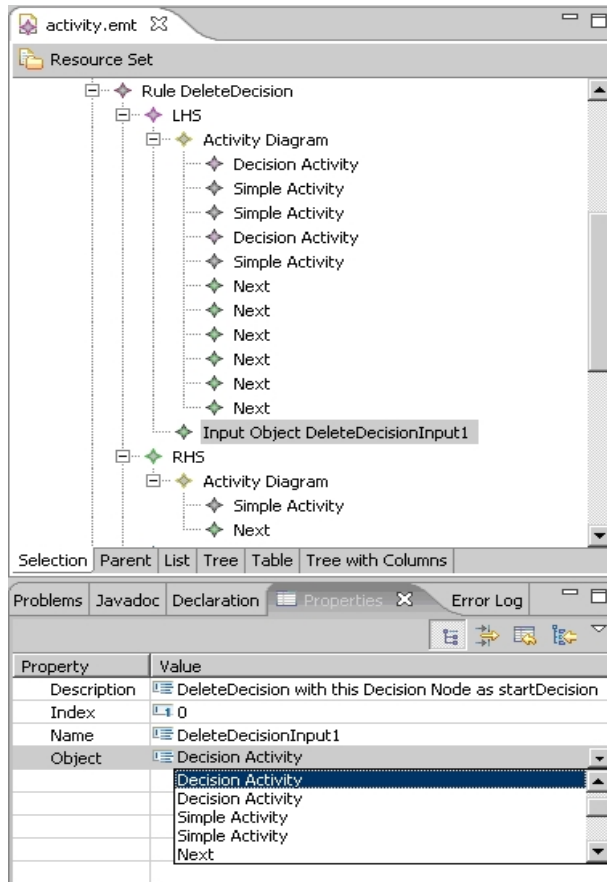 activity.emt
Resource Set
Rule DeleteDecision
LHS
Activity Diagram
Decision Activity
Simple Activity
Simple Activity
Decision Activity
Simple Activity
Next
Next
Next
Next
Next
Next
Input Object DeleteDecisionInput1
RHS
Activity Diagram
Simple Activity
Next
Selection Parent List Tree Table Tree with Columns
Problems Javadoc Declaration Properties Error Log
Property Value
Description DeleteDecision with this Decision Node as startDecision
Index 0
Name DeleteDecisionInput1
Object Decision Activity
Decision Activity
Decision Activity
Simple Activity
Simple Activity
Next